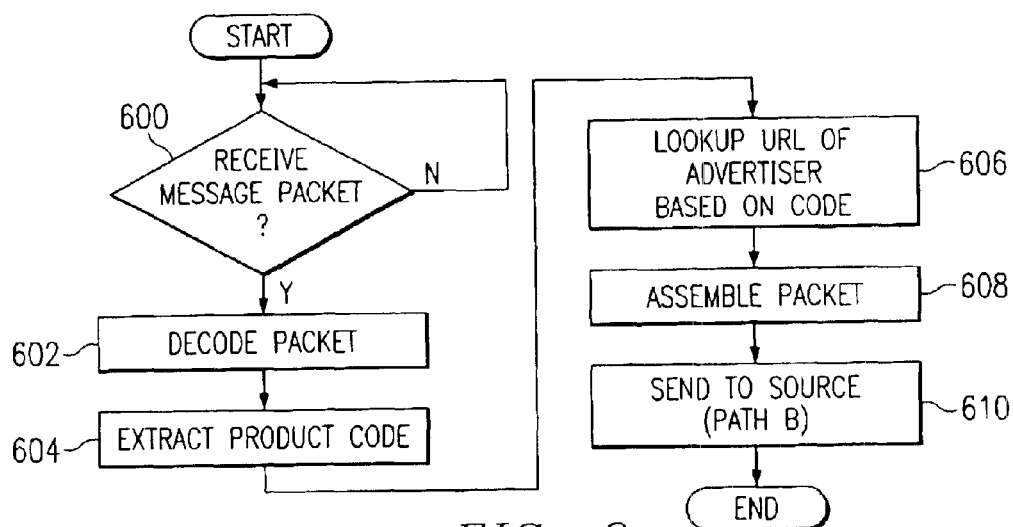 START
600
RECEIVE
MESSAGE PACKET
?
N
Y
602
DECODE PACKET
604
EXTRACT PRODUCT CODE
LOOKUP URL OF
ADVERTISER
BASED ON CODE
606
ASSEMBLE PACKET
608
SEND TO SOURCE
(PATH B)
610
END
FIG.